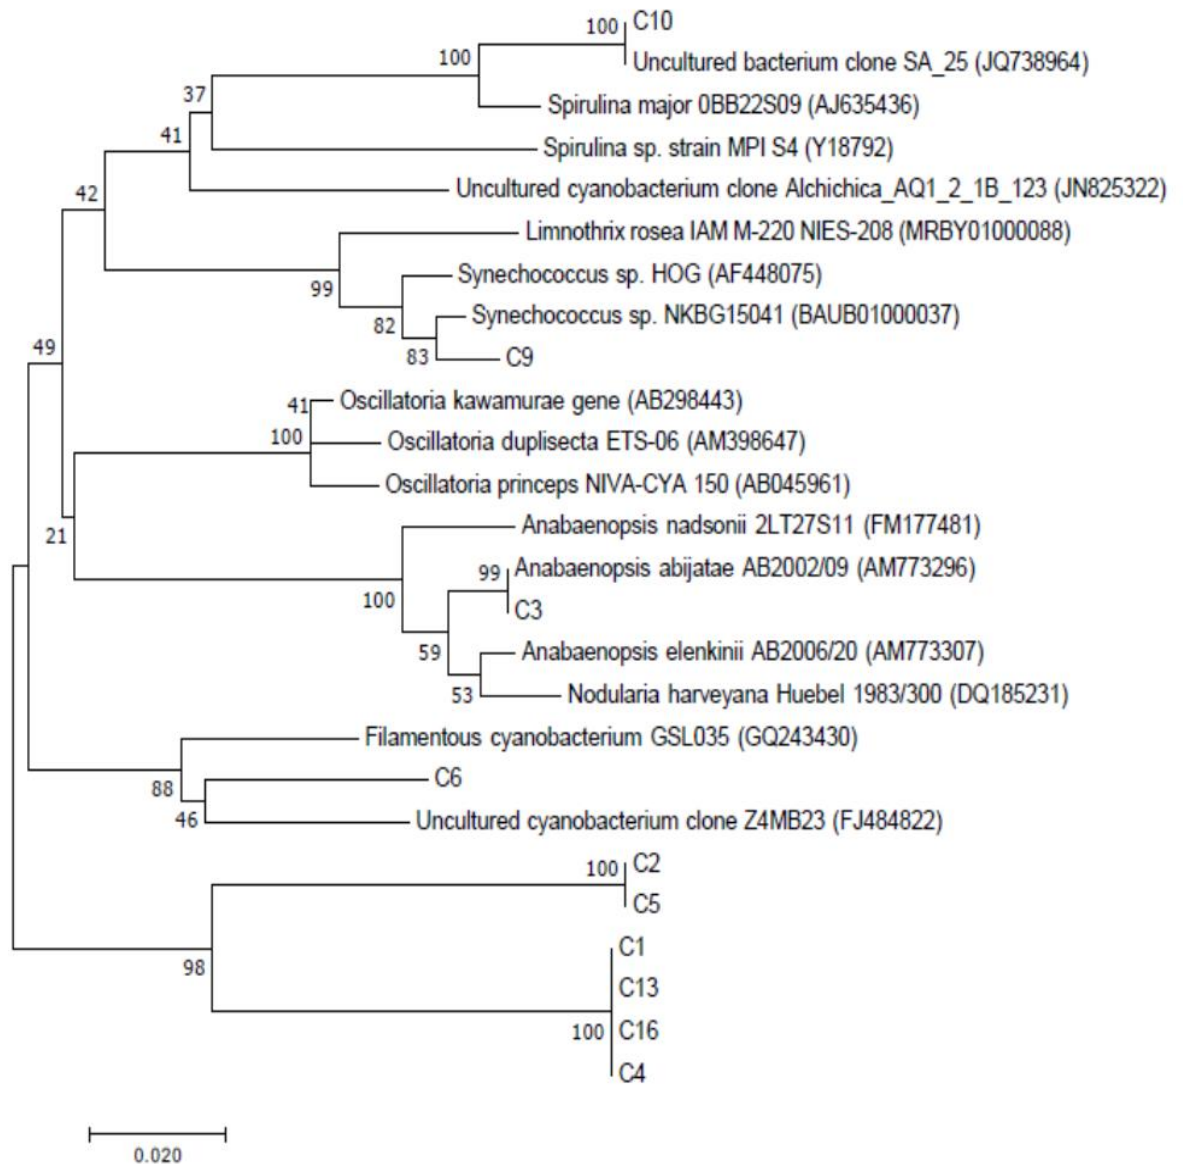 100 C10
Uncultured bacterium clone SA_25 (JQ738964)
100
Spirulina major 0BB22S09 (AJ635436)
37
Spirulina sp. strain MPI S4 (Y18792)
41
Uncultured cyanobacterium clone Alchichica_AQ1_2_1B_123 (JN825322)
42
Limnothrix rosea IAM M-220 NIES-208 (MRBY01000088)
Synechococcus sp. HOG (AF448075)
99
Synechococcus sp. NKBG15041 (BAUB01000037)
82
83 C9
49
41 Oscillatoria kawamurae gene (AB298443)
100 Oscillatoria duplisecta ETS-06 (AM398647)
Oscillatoria princeps NIVA-CYA 150 (AB045961)
21
Anabaenopsis nadsonii 2LT27S11 (FM177481)
99 Anabaenopsis abijatae AB2002/09 (AM773296)
100
C3
59 Anabaenopsis elenkinii AB2006/20 (AM773307)
53 Nodularia harveyana Huebel 1983/300 (DQ185231)
Filamentous cyanobacterium GSL035 (GQ243430)
88
C6
46 Uncultured cyanobacterium clone Z4MB23 (FJ484822)
100 C2
C5
C1
98
C13
100 C16
C4
0.020